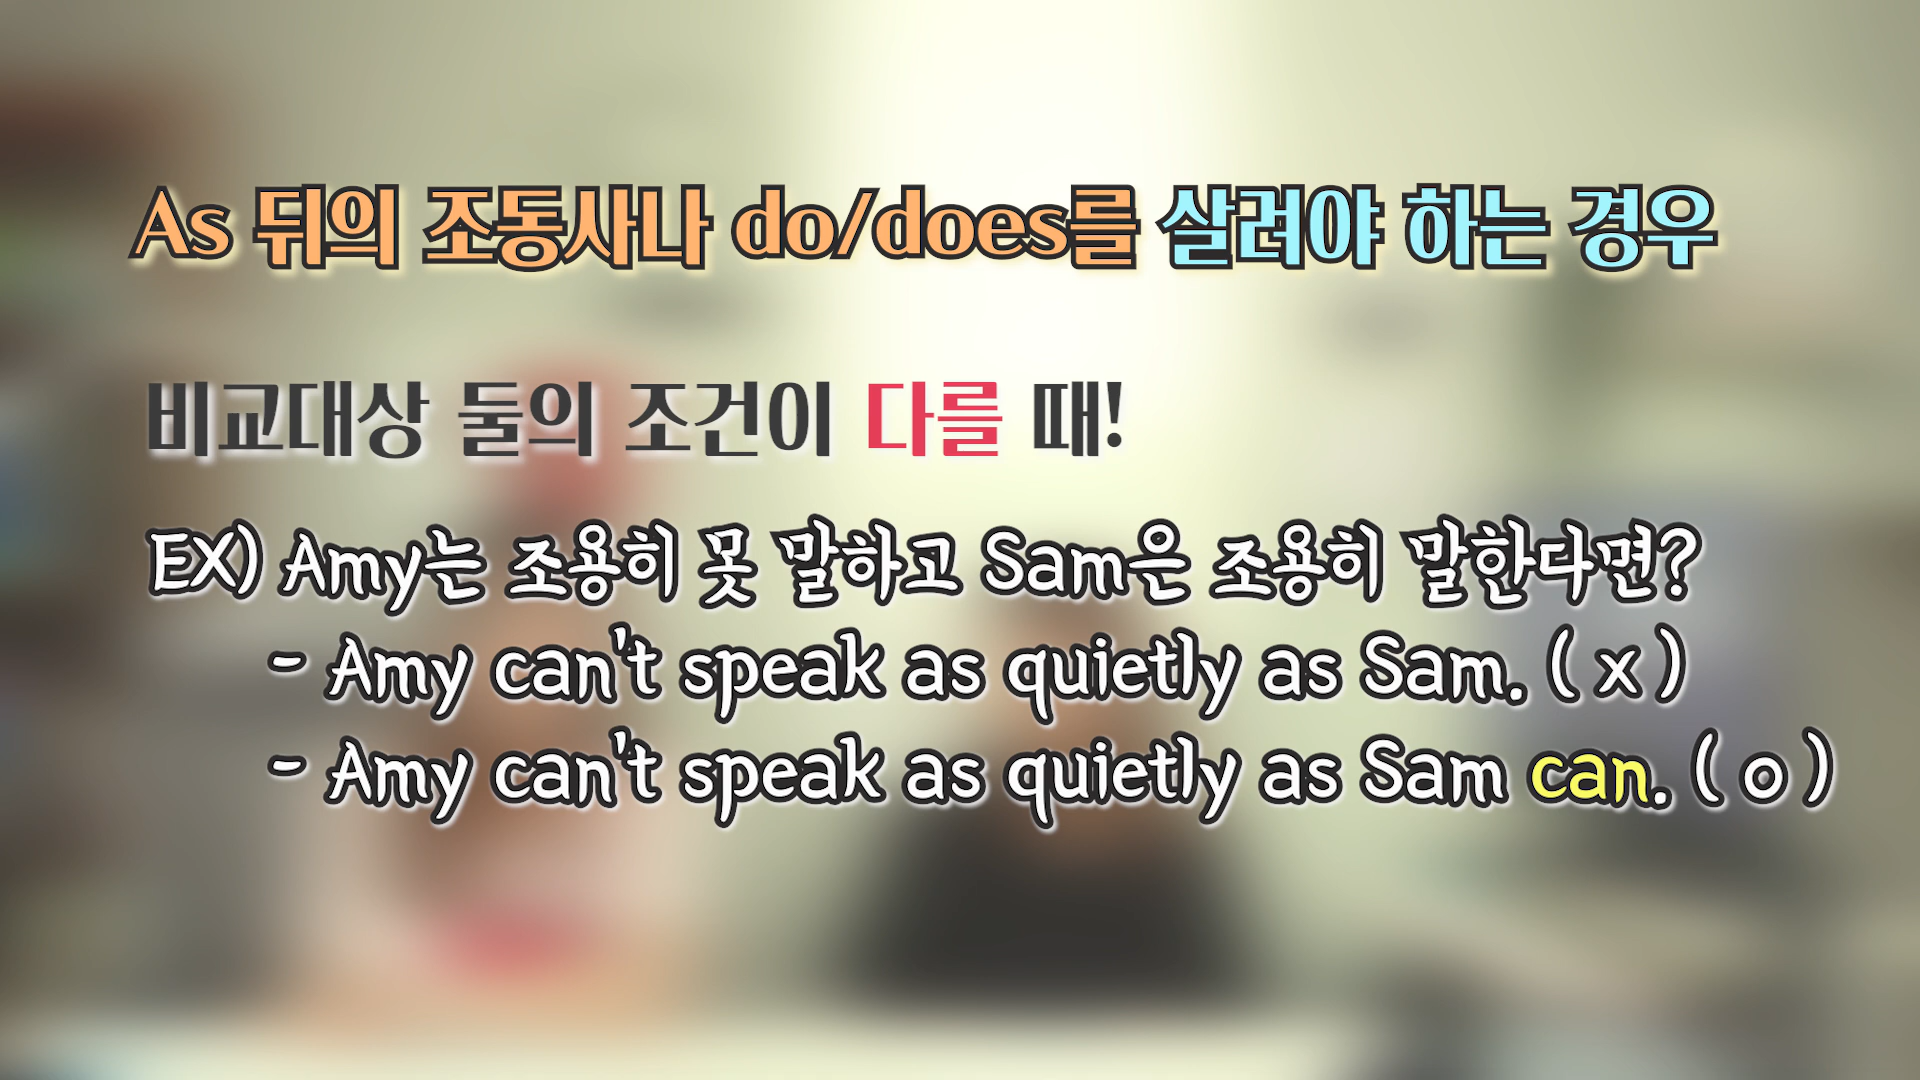 As 뒤의 조동사나 do/does를 살려야 하는 경우
비교대상 둘의 조건이 다를 때!
EX) Amy는 조용히 못 말하고 Sam은 조용히 말한다면?
- Amy can't speak as quietly as Sam. ( x )
- Amy can't speak as quietly as Sam can. ( o )